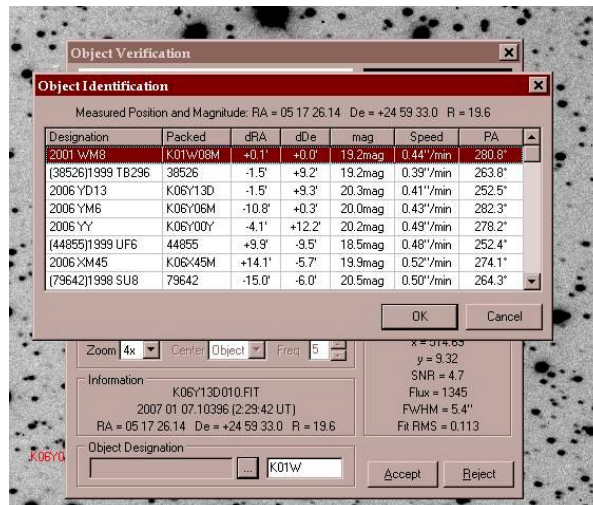 Object Verification
Object Identification
Measured Position and Magnitude: RA = 05 17 26.14 De = +24 59 33.0 R = 19.6
Designation Packed dRA dDe mag Speed PA
2001 WM8 K01W08M +0.1' +0.0' 19.2mag 0.44"/min 280.8°
(38526)1999 TB296 38526 -1.5' +9.2' 19.2mag 0.39"/min 263.8°
2006 YD13 K06Y13D -1.5' +9.3' 20.3mag 0.41"/min 252.5°
2006 YM6 K06Y06M -10.8' +0.3' 20.0mag 0.43"/min 282.3°
2006 YY K06Y00Y -4.1' +12.2' 20.2mag 0.49"/min 278.2°
(44855)1999 UF6 44855 +9.9' -9.5' 18.5mag 0.48"/min 252.4°
2006 XM45 K06X45M +14.1' -5.7' 19.9mag 0.52"/min 274.1°
(79642)1998 SU8 79642 -15.0' -6.0' 20.5mag 0.50"/min 264.3°
OK Cancel
Zoom 4x Center Object Freq. 5
x = 514.63
y = 9.32
SNR = 4.7
Flux = 1345
FWHM = 5.4"
Fit RMS = 0.113
Information
K06Y13D010.FIT
2007 01 07.10396 (2:29:42 UT)
RA = 05 17 26.14 De = +24 59 33.0 R = 19.6
Object Designation
... K01W
Accept Reject
K06Y0